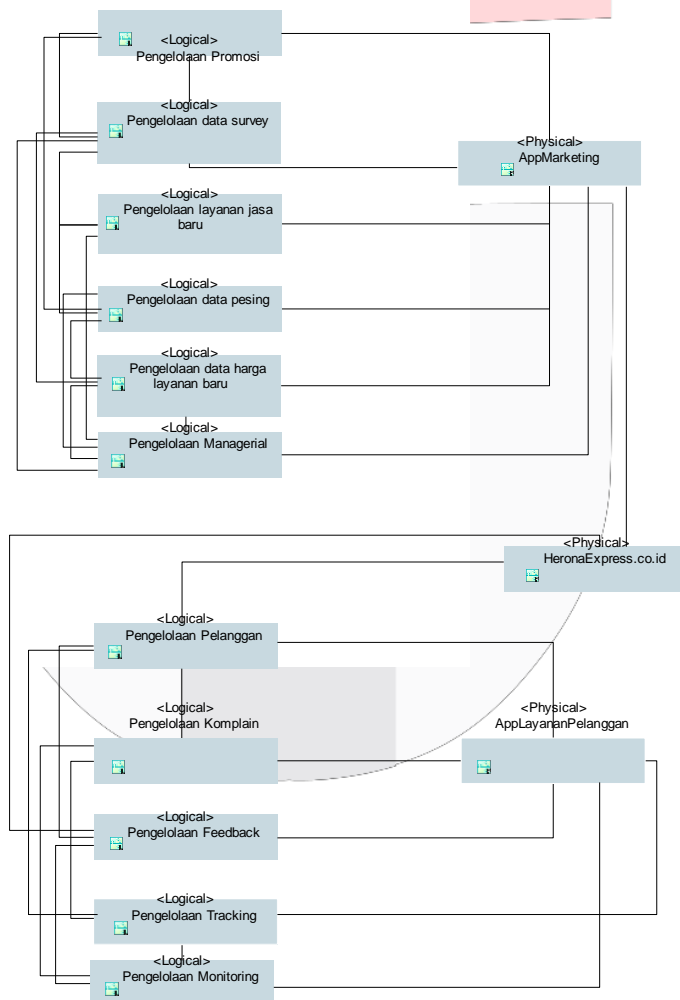 <Logical>
Pengelolaan Promosi
<Logical>
Pengelolaan data survey
<Physical>
AppMarketing
<Logical>
Pengelolaan layanan jasa
baru
<Logical>
Pengelolaan data pesing
<Logical>
Pengelolaan data harga
layanan baru
<Logical>
Pengelolaan Managerial
<Physical>
HeronaExpress.co.id
<Logical>
Pengelolaan Pelanggan
<Logical>
Pengelolaan Komplain
<Physical>
AppLayananPelanggan
<Logical>
Pengelolaan Feedback
<Logical>
Pengelolaan Tracking
<Logical>
Pengelolaan Monitoring